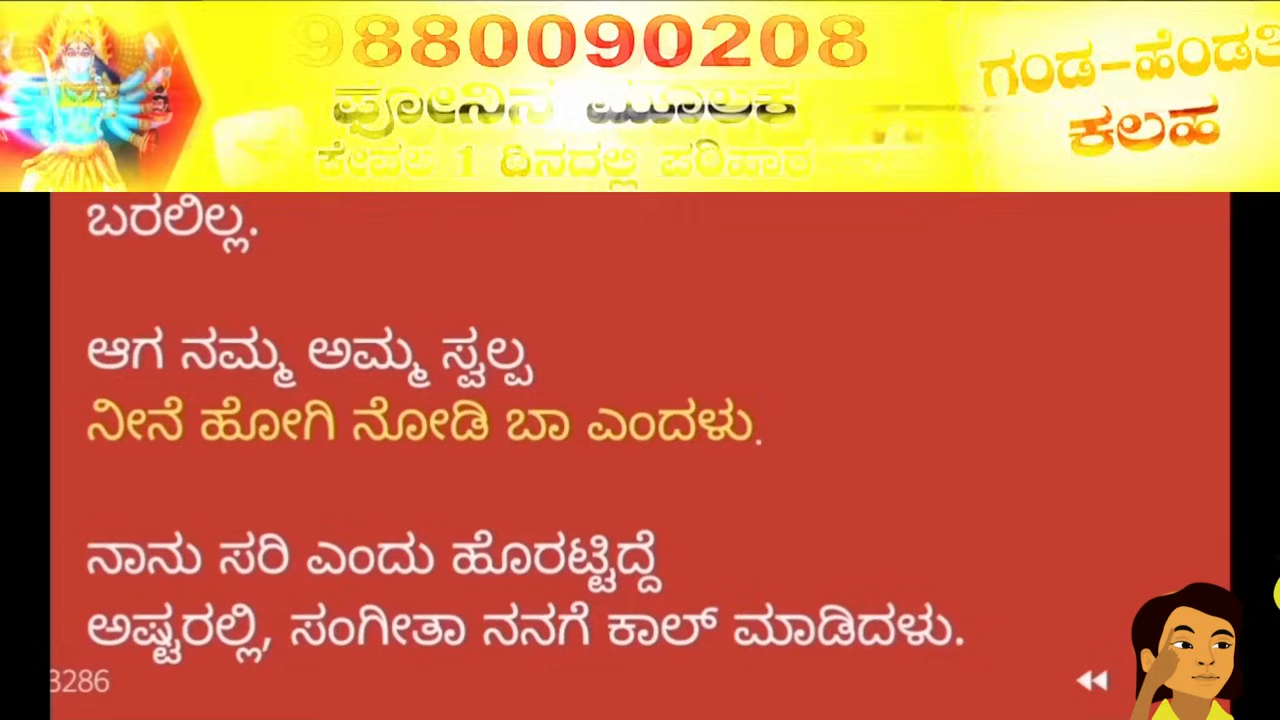 9880090208
ಫೋನಿನ ಮೂಲಕ
ಕೇವಲ 1 ದಿನದಲ್ಲಿ ಪರಿಹಾರ
ಗಂಡ-ಹೆಂಡತಿ
ಕಲಹ
ಬರಲಿಲ್ಲ.
ಆಗ ನಮ್ಮ ಅಮ್ಮ ಸ್ವಲ್ಪ
ನೀನೆ ಹೋಗಿ ನೋಡಿ ಬಾ ಎಂದಳು.
ನಾನು ಸರಿ ಎಂದು ಹೊರಟ್ಟಿದ್ದೆ
ಅಷ್ಟರಲ್ಲಿ, ಸಂಗೀತಾ ನನಗೆ ಕಾಲ್ ಮಾಡಿದಳು.
3286